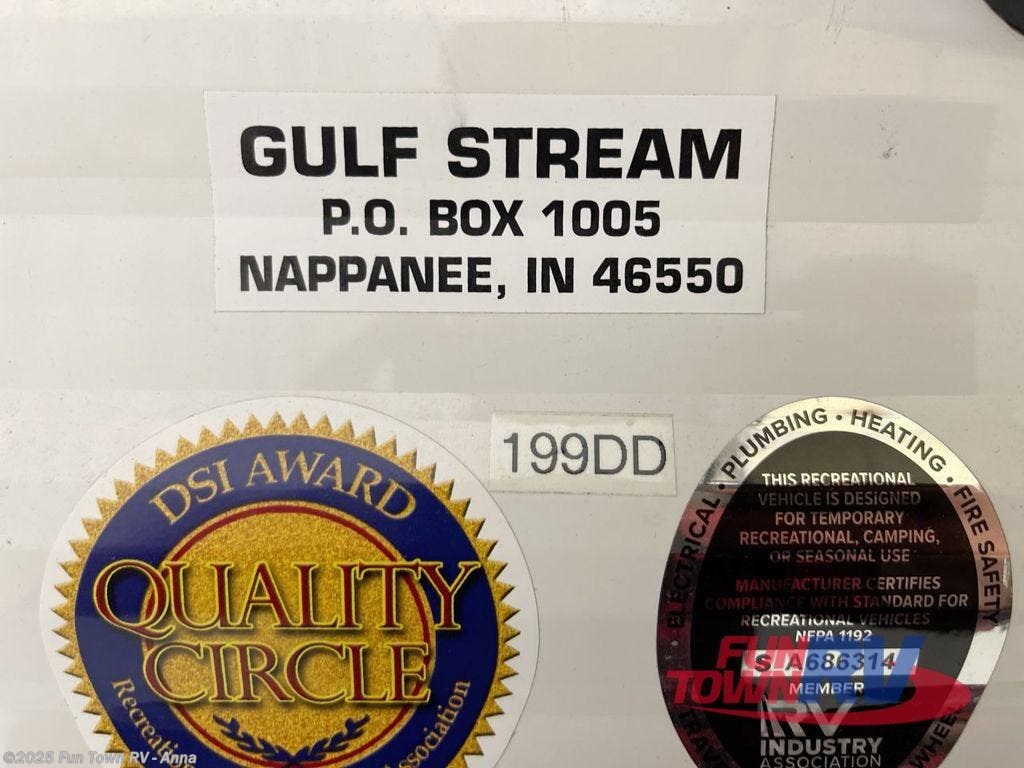 GULF STREAM
P.O. BOX 1005
NAPPANEE, IN 46550
199DD
DSI AWARD
QUALITY
CIRCLE
Recreation
Association
ELECTRICAL · PLUMBING · HEATING · FIRE SAFETY
THIS RECREATIONAL
VEHICLE IS DESIGNED
FOR TEMPORARY
RECREATIONAL, CAMPING,
OR SEASONAL USE
MANUFACTURER CERTIFIES
COMPLIANCE WITH STANDARD FOR
RECREATIONAL VEHICLES
NFPA 1192
S A686314
MEMBER
RV
INDUSTRY
ASSOCIATION
FUN
TOWN RV
©2025 Fun Town RV - Anna